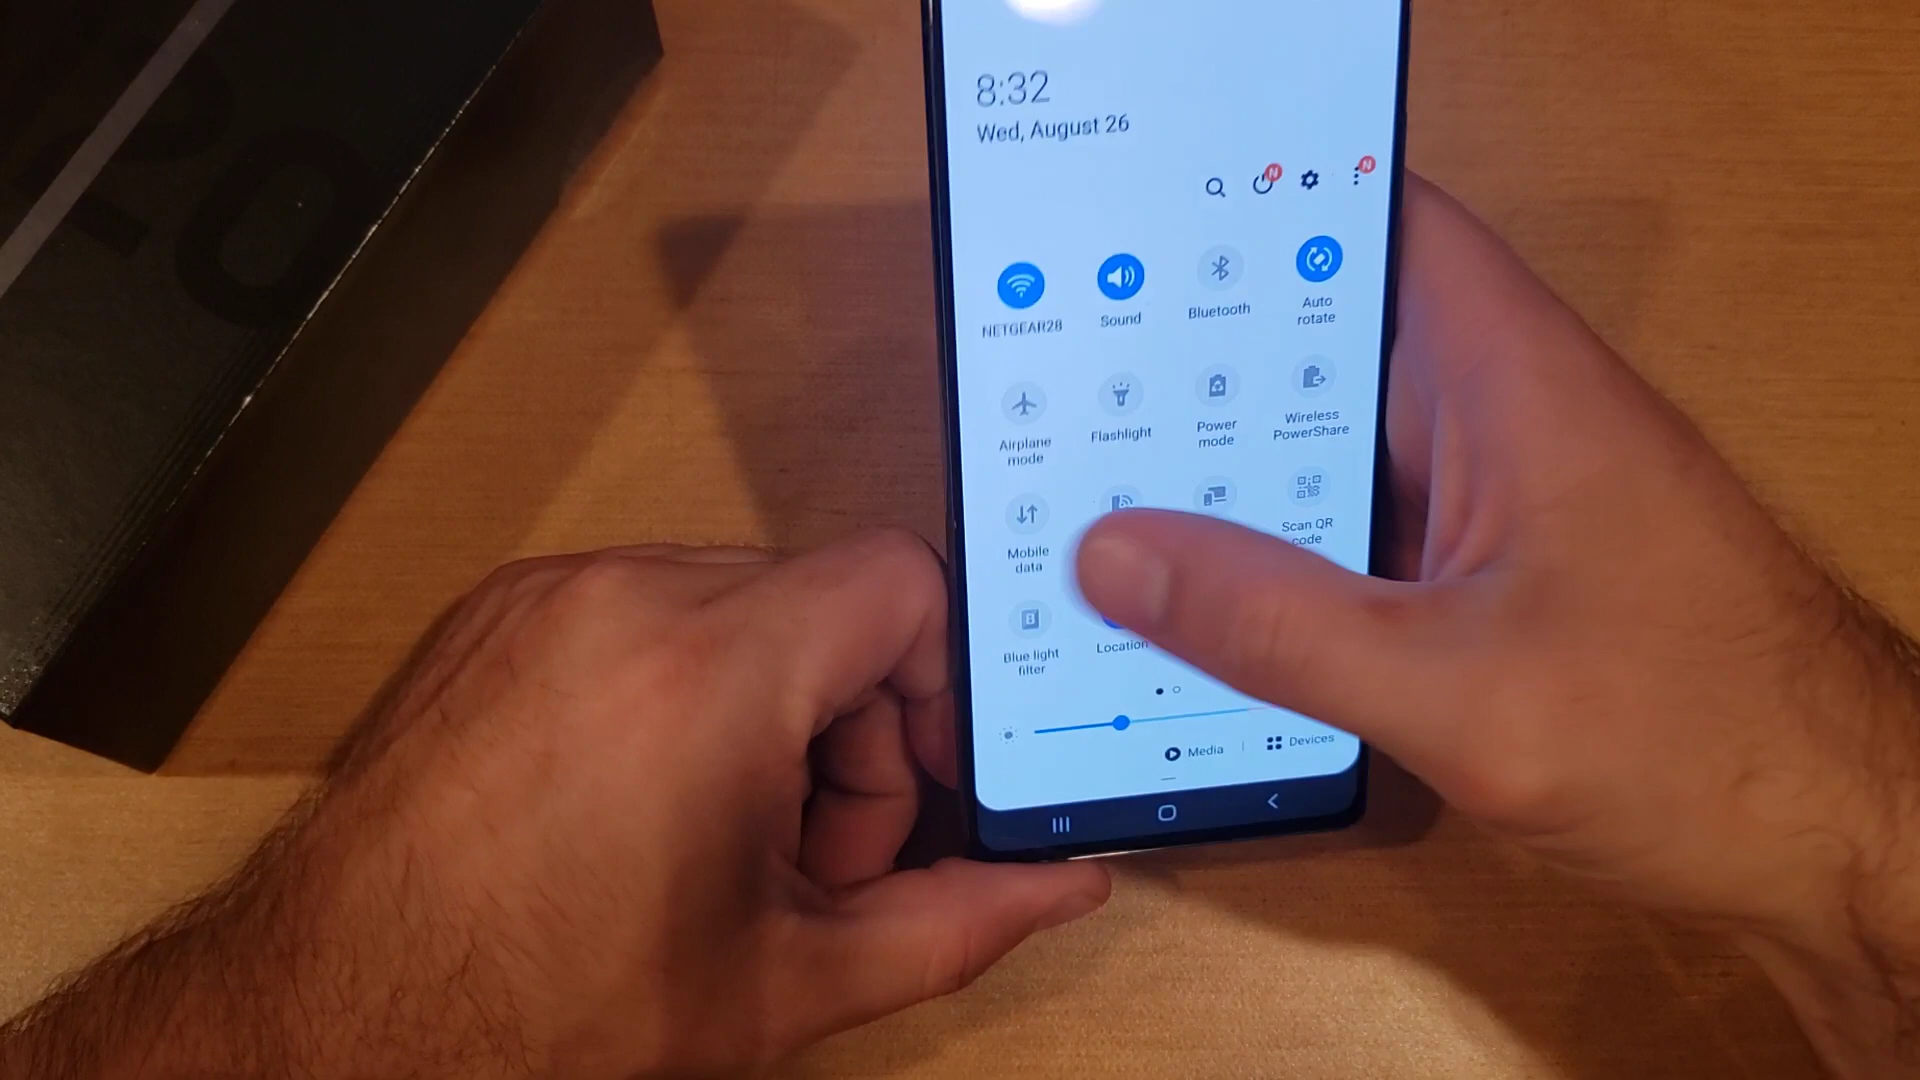 8:32
Wed, August 26
N
N
NETGEAR28
Sound
Bluetooth
Auto
rotate
Airplane
mode
Flashlight
Power
mode
Wireless
PowerShare
Mobile
data
Scan QR
code
B
Blue light
filter
Location
Media
Devices